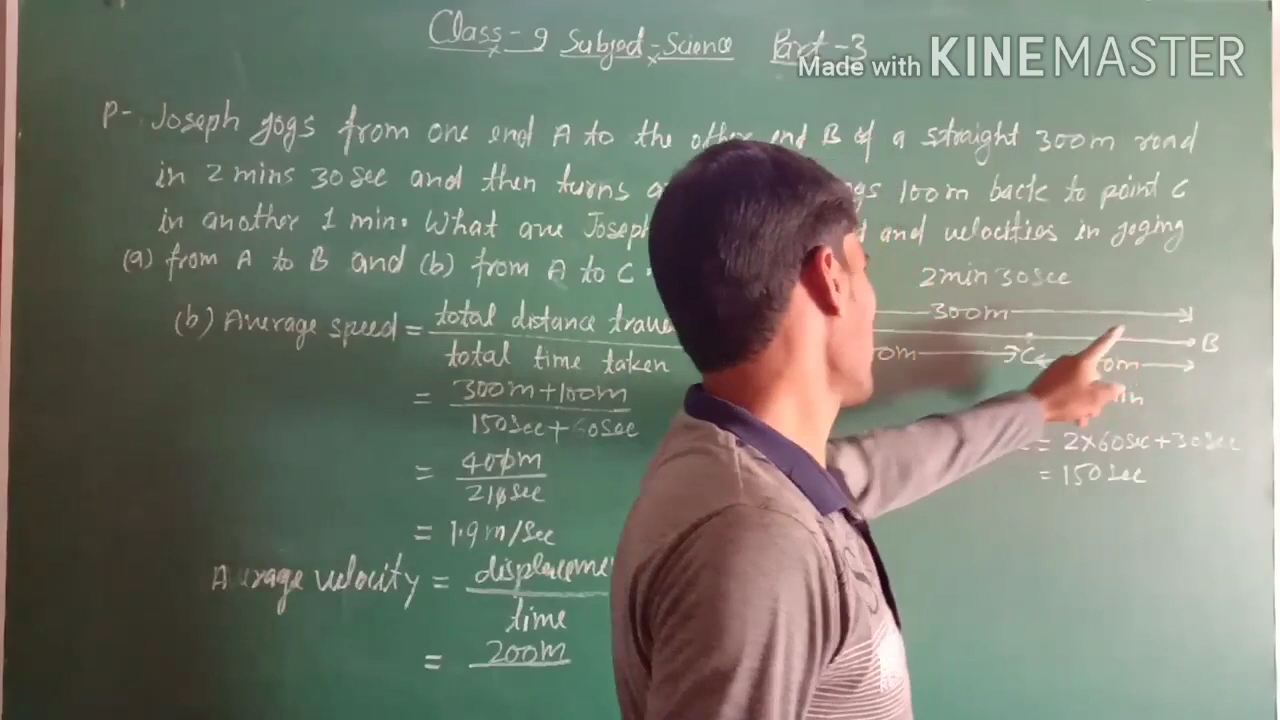 Class-9 Subject-Science Part-3
Made with KINEMASTER
P- Joseph jogs from one end A to the other end B of a straight 300m road
in 2 mins 30 sec and then turns 100m back to point C
in another 1 min. What are Joseph and velocities in joging
(a) from A to B and (b) from A to C
2min 30sec
300m
(b) Average speed = total distance
total time taken
B
C
= 300m+100m
150sec+60sec
= 2×60sec+30sec
= 150sec
= 400m
210sec
= 1.9m/sec
Average velocity =
time
= 200m